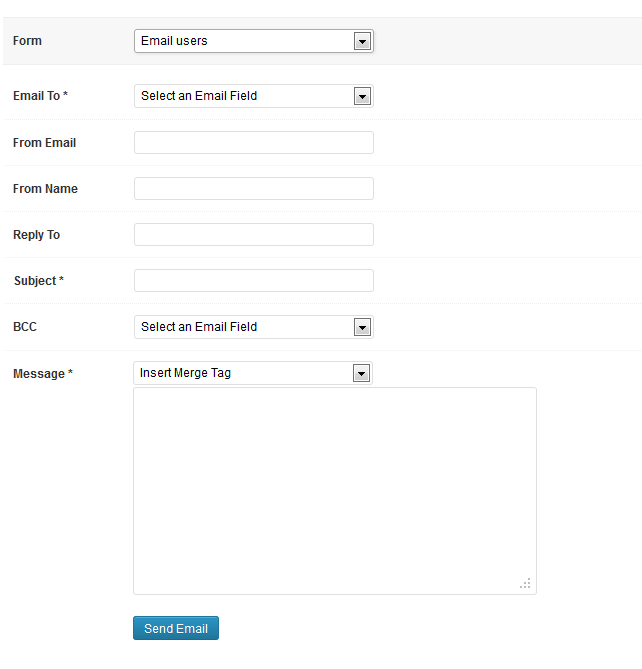 Form Email users
Email To * Select an Email Field
From Email
From Name
Reply To
Subject *
BCC Select an Email Field
Message * Insert Merge Tag
Send Email